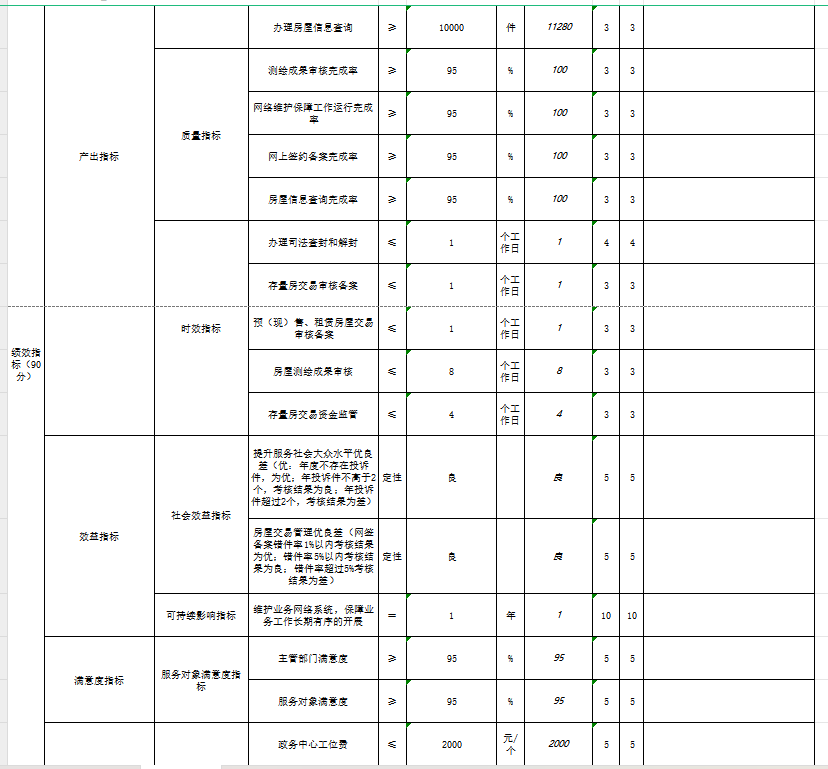 办理房屋信息查询 ≥ 10000 件 11280 3 3
测绘成果审核完成率 ≥ 95 % 100 3 3
网络维护保障工作运行完成
率 ≥ 95 % 100 3 3
质量指标
产出指标
网上签约备案完成率 ≥ 95 % 100 3 3
房屋信息查询完成率 ≥ 95 % 100 3 3
办理司法查封和解封 ≤ 1 个工
作日 1 4 4
存量房交易审核备案 ≤ 1 个工
作日 1 3 3
时效指标
预（现）售、租赁房屋交易
审核备案 ≤ 1 个工
作日 1 3 3
绩效指
标（90
分）
房屋测绘成果审核 ≤ 8 个工
作日 8 3 3
存量房交易资金监管 ≤ 4 个工
作日 4 3 3
效益指标
社会效益指标
提升服务社会大众水平优良
差（优：年度不存在投诉
件，为优；年投诉件不高于2
个，考核结果为良；年投诉
件超过2个，考核结果为差）
定性 良 良 5 5
房屋交易管理优良差（网签
备案错件率1%以内考核结果
为优；错件率5%以内考核结
果为良；错件率超过5%考核
结果为差）
定性 良 良 5 5
可持续影响指标
维护业务网络系统，保障业
务工作长期有序的开展 ＝ 1 年 1 10 10
满意度指标
服务对象满意度指
标
主管部门满意度 ≥ 95 % 95 5 5
服务对象满意度 ≥ 95 % 95 5 5
政务中心工位费 ≤ 2000 元/
个 2000 5 5